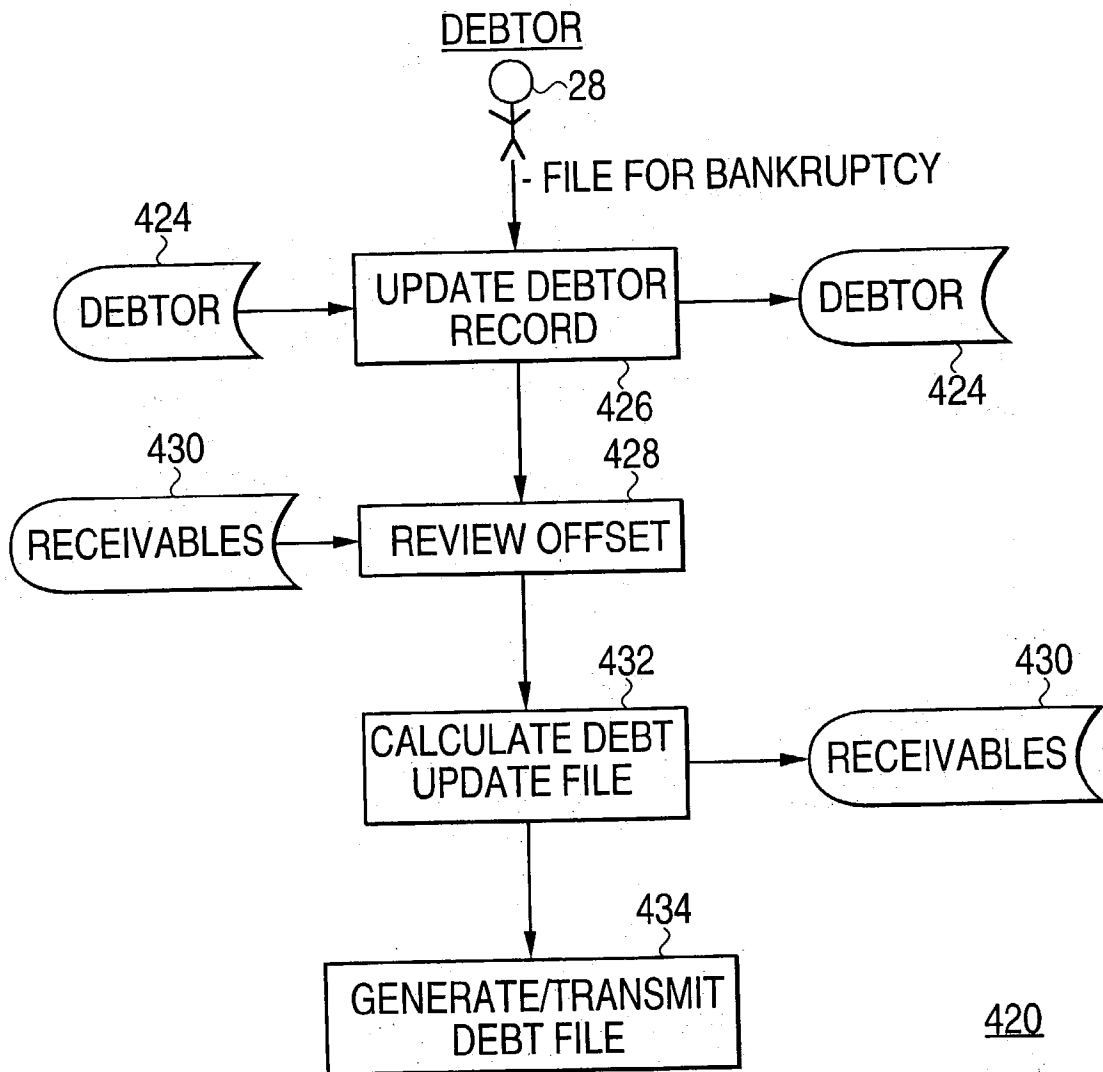 DEBTOR
28
- FILE FOR BANKRUPTCY
424
DEBTOR
UPDATE DEBTOR
RECORD
DEBTOR
426
424
430
428
RECEIVABLES
REVIEW OFFSET
432
430
CALCULATE DEBT
UPDATE FILE
RECEIVABLES
434
GENERATE/TRANSMIT
DEBT FILE
420